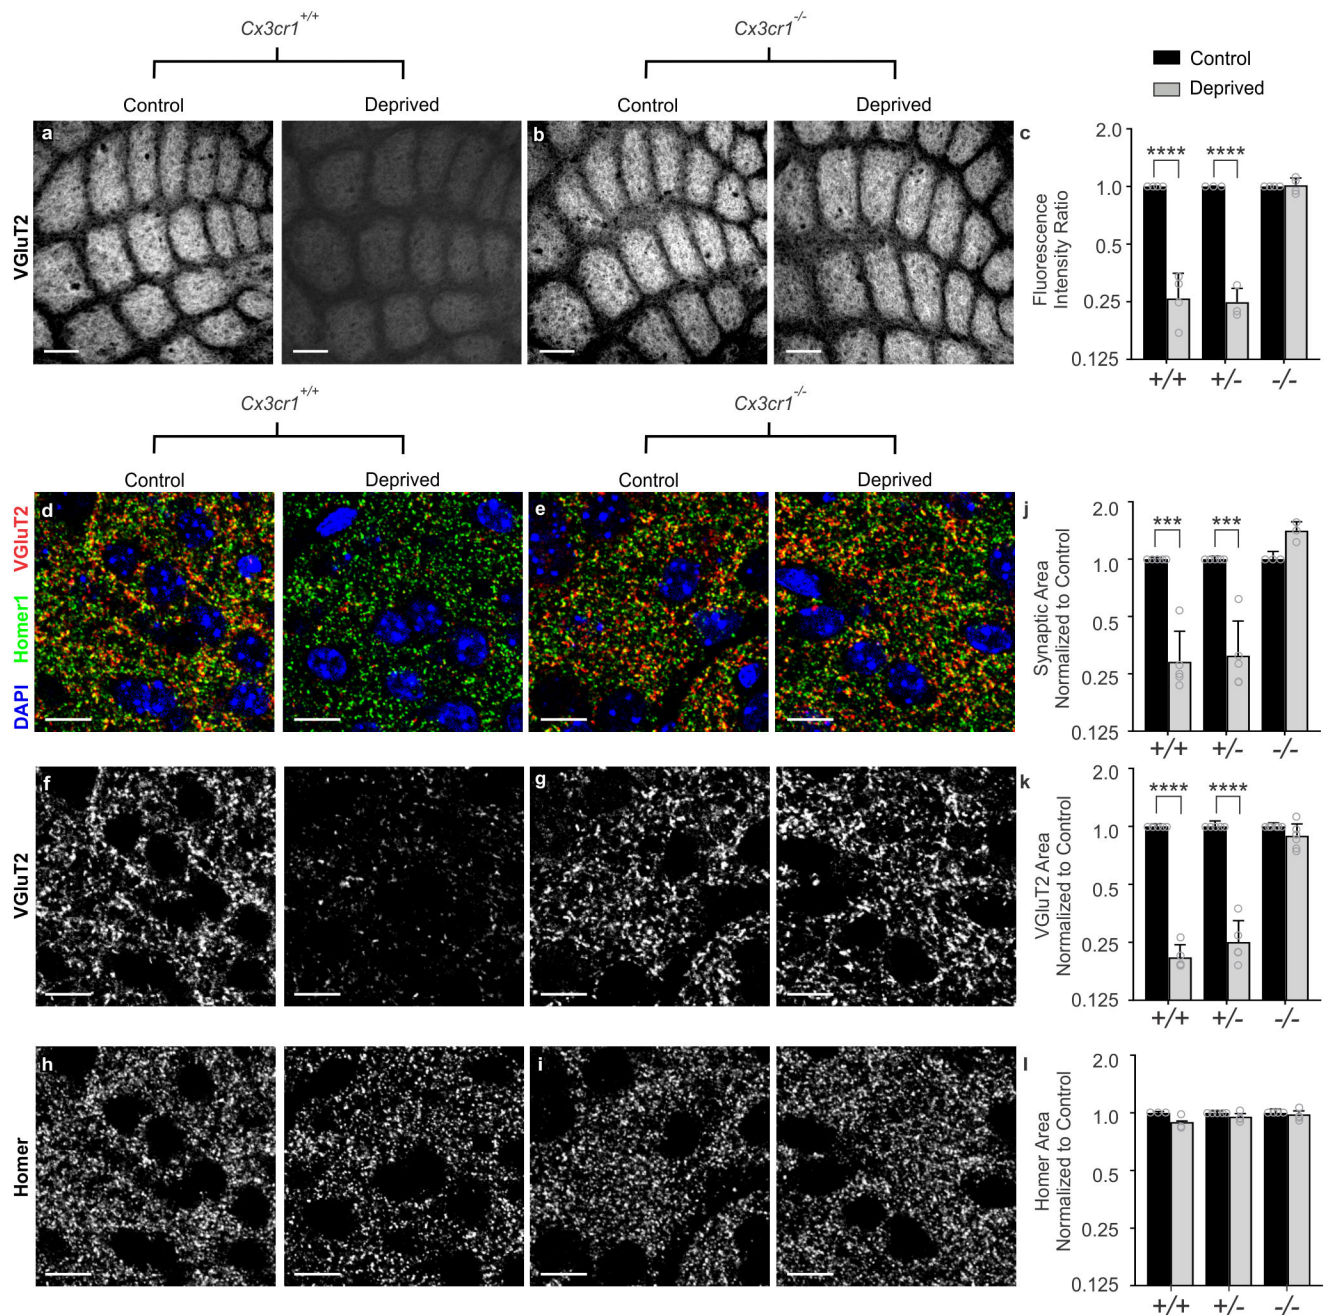 Cx3cr1+/+
Cx3cr1-/-
Control
Deprived
Control
Deprived
Control
Deprived
VGluT2
a
b
c
Fluorescence
Intensity Ratio
2.0
1.0
0.5
0.25
0.125
****
****
+/+
+/-
-/-
Cx3cr1+/+
Cx3cr1-/-
Control
Deprived
Control
Deprived
DAPI Homer1 VGluT2
d
e
j
Synaptic Area
Normalized to Control
2.0
1.0
0.5
0.25
0.125
***
***
+/+
+/-
-/-
VGluT2
f
g
k
VGluT2 Area
Normalized to Control
2.0
1.0
0.5
0.25
0.125
****
****
+/+
+/-
-/-
Homer
h
i
l
Homer Area
Normalized to Control
2.0
1.0
0.5
0.25
0.125
+/+
+/-
-/-